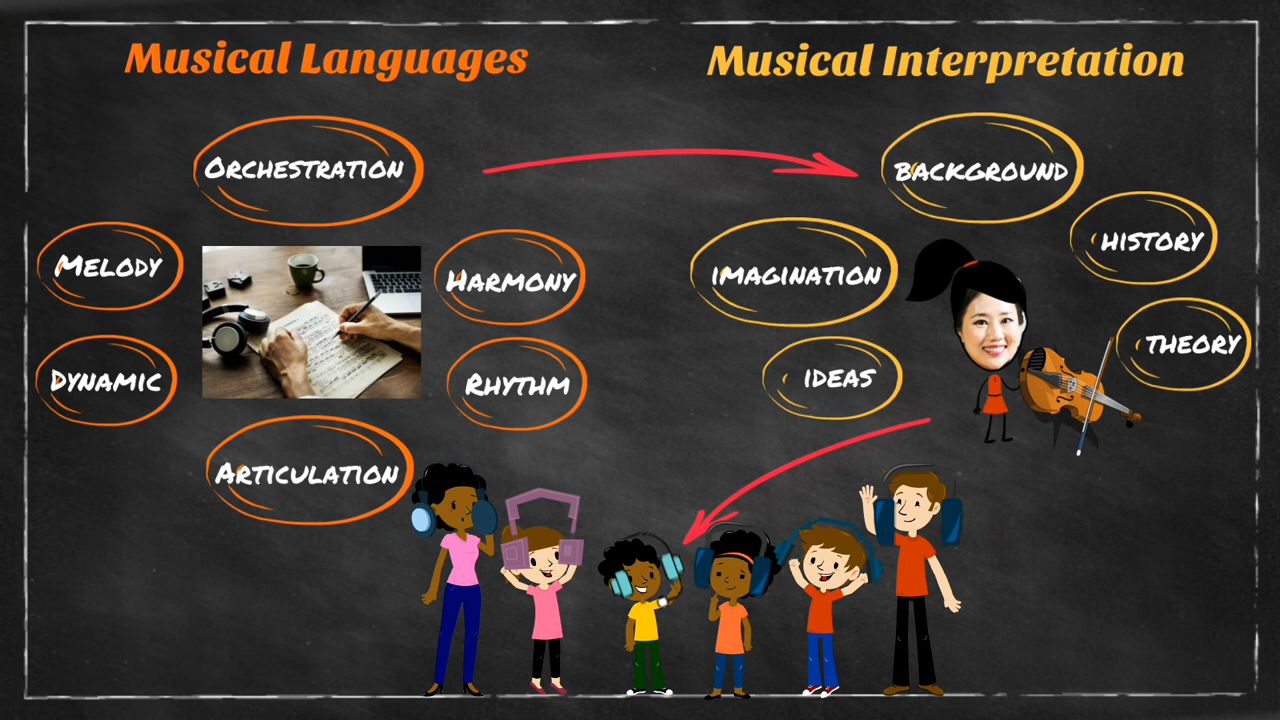 Musical Languages
Musical Interpretation
ORCHESTRATION
MELODY
HARMONY
DYNAMIC
RHYTHM
ARTICULATION
BACKGROUND
HISTORY
IMAGINATION
THEORY
IDEAS